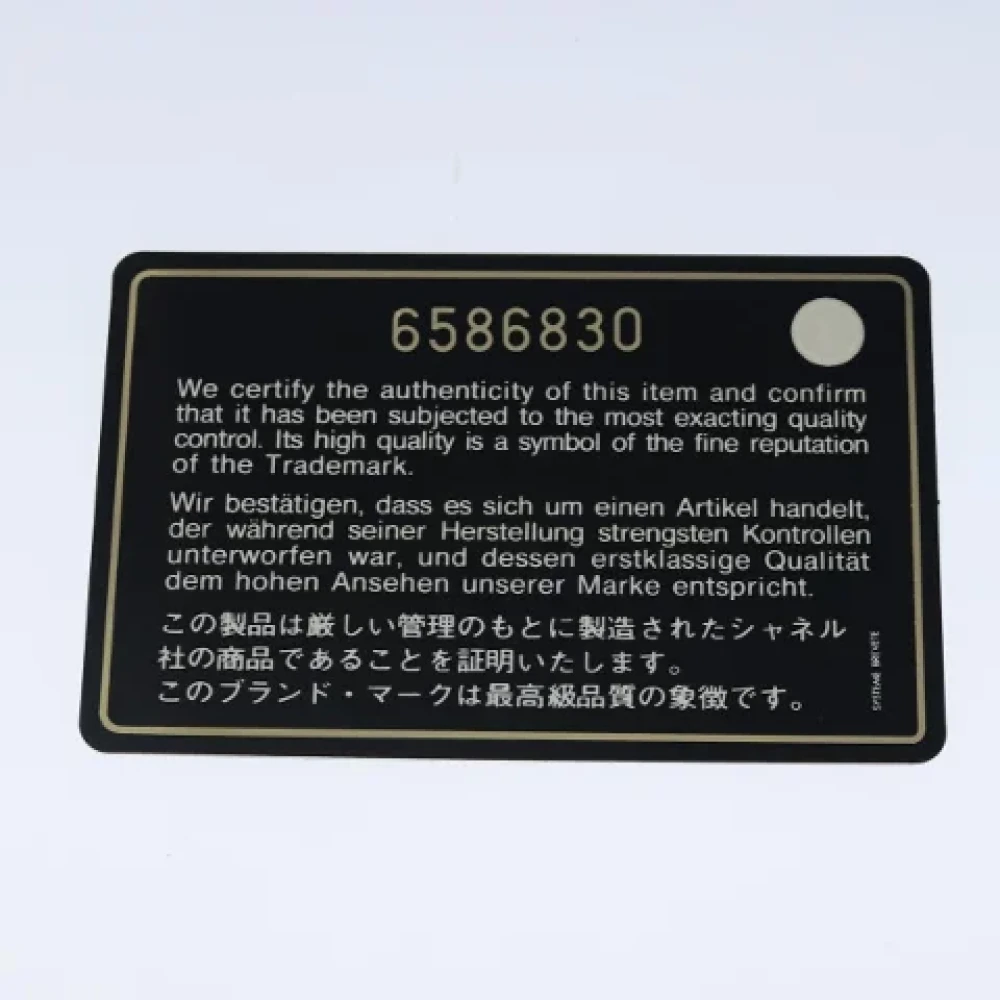 6586830
We certify the authenticity of this item and confirm
that it has been subjected to the most exacting quality
control. Its high quality is a symbol of the fine reputation
of the Trademark.
Wir bestätigen, dass es sich um einen Artikel handelt,
der während seiner Herstellung strengsten Kontrollen
unterworfen war, und dessen erstklassige Qualität
dem hohen Ansehen unserer Marke entspricht.
この製品は厳しい管理のもとに製造されたシャネル
社の商品であることを証明いたします。
このブランド・マークは最高級品質の象徴です。
SYSTEME BREVETE